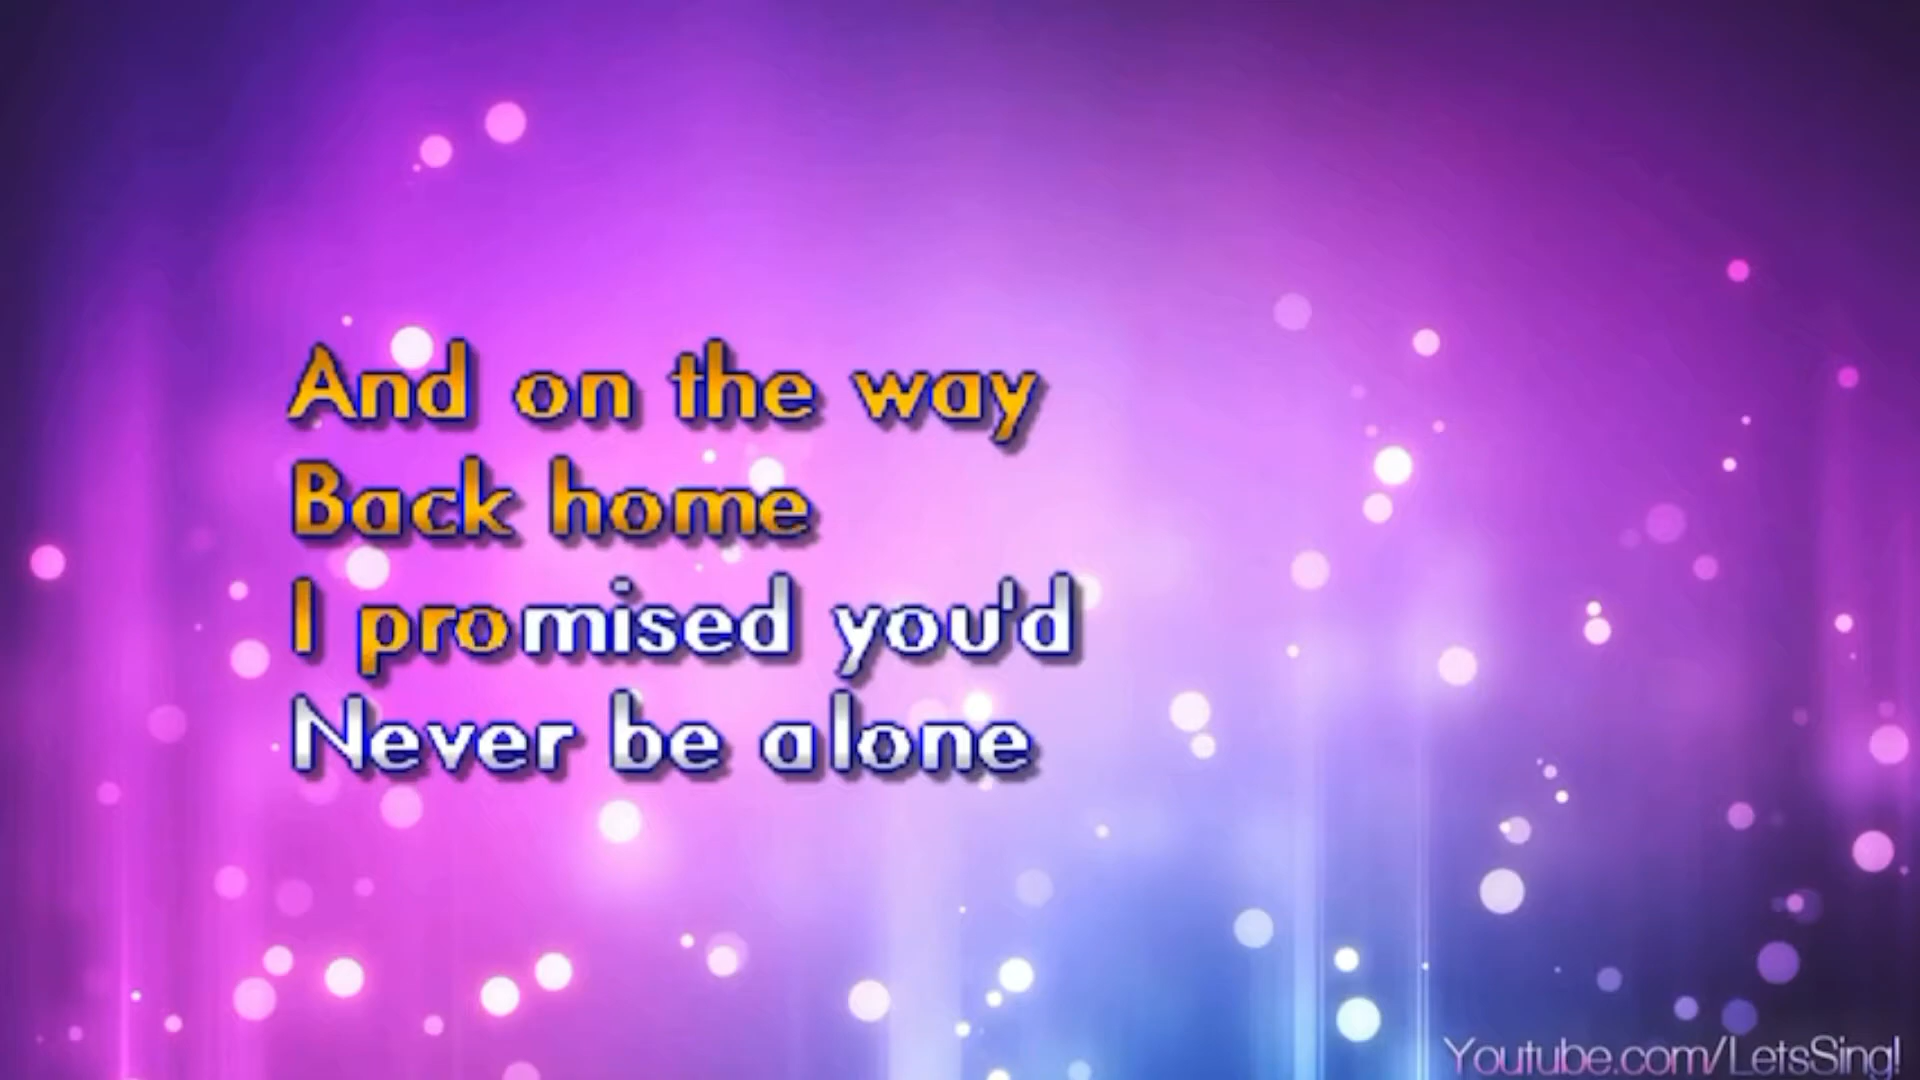 And on the way
Back home
I promised you'd
Never be alone
Youtube.com/LetsSing!